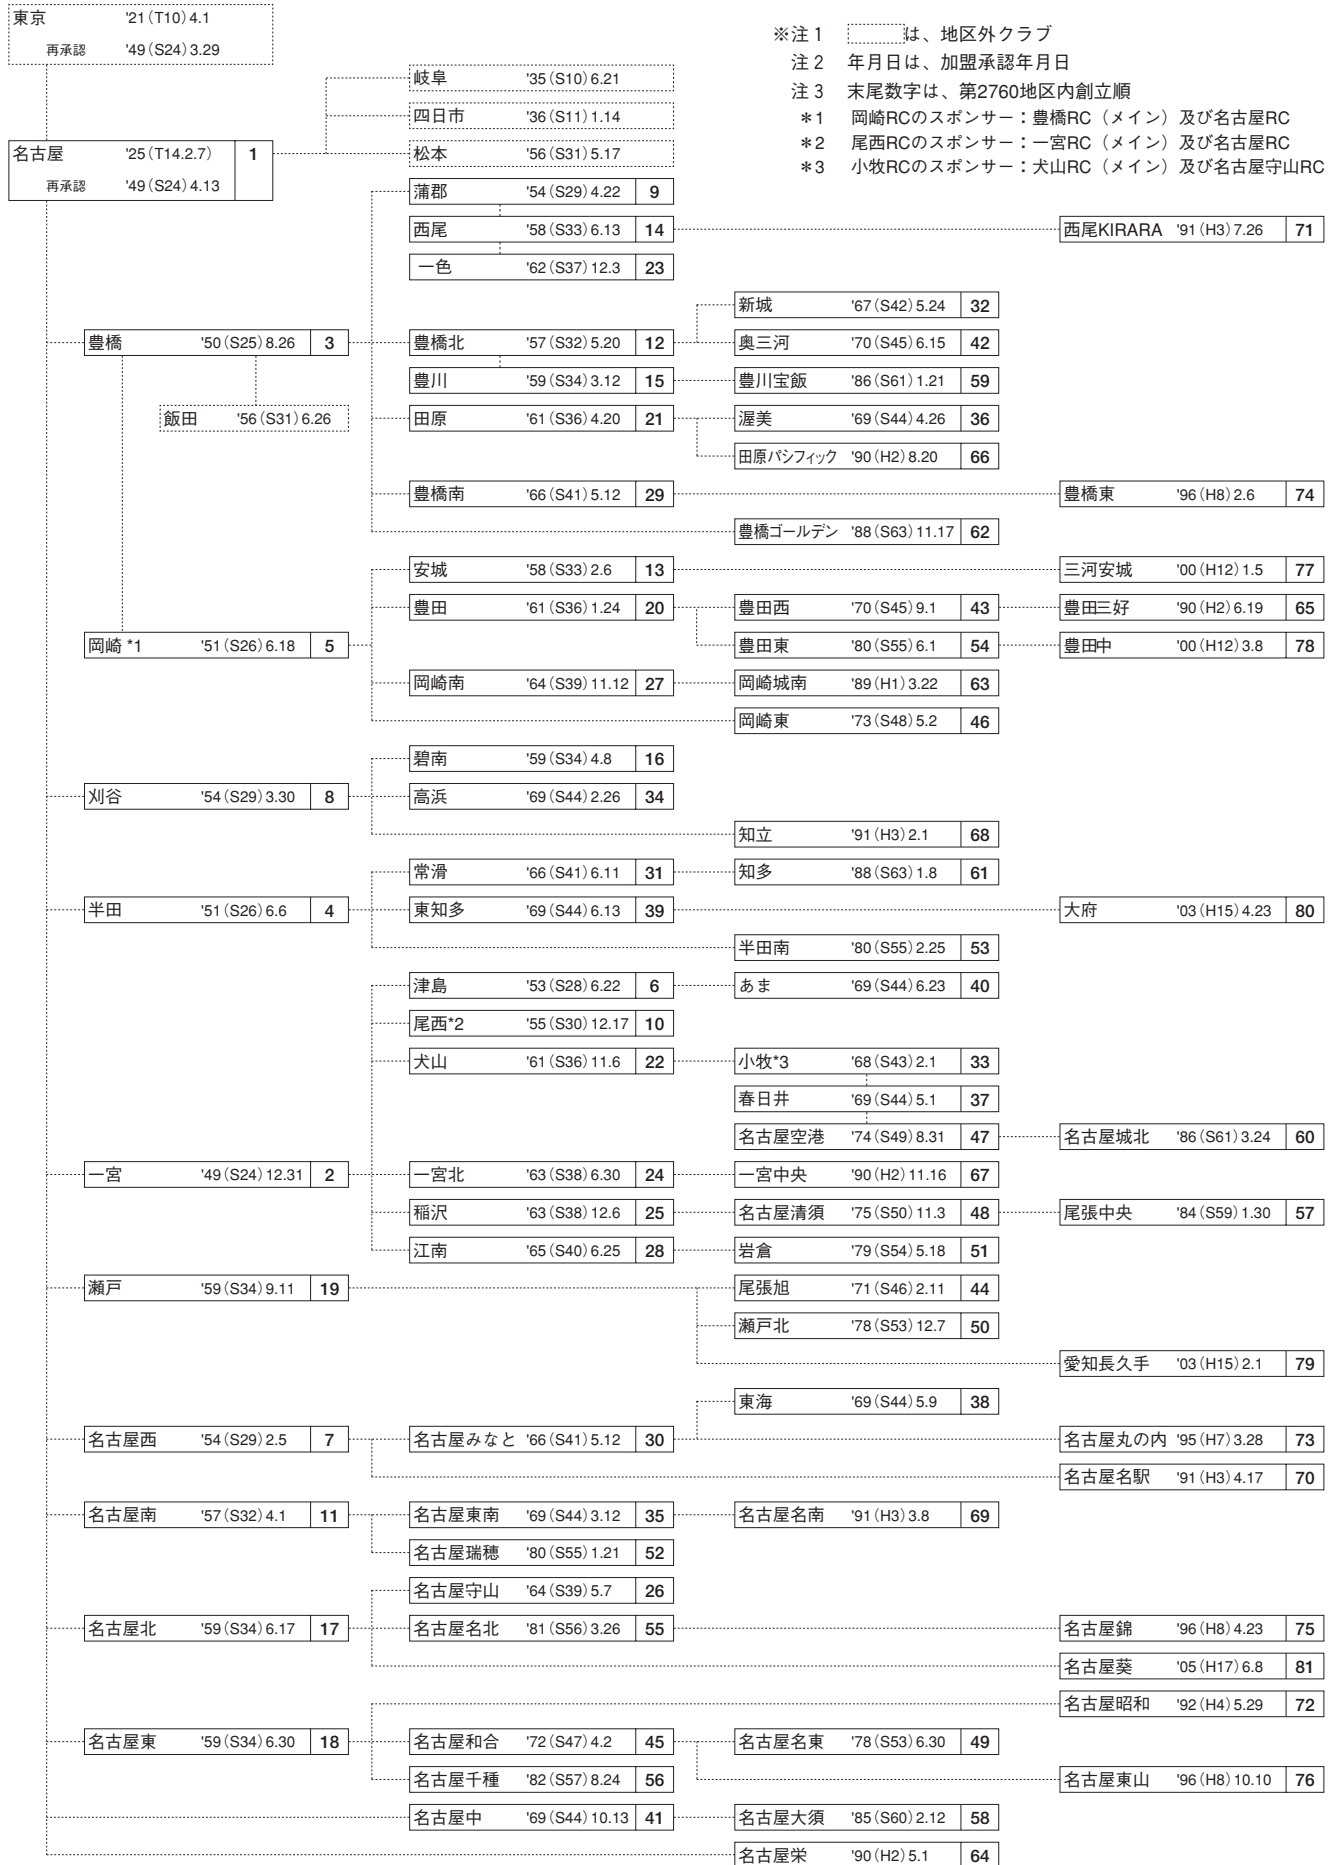 東京 '21(T10)4.1
再承認 '49(S24)3.29
※注1 は、地区外クラブ
注2 年月日は、加盟承認年月日
注3 末尾数字は、第2760地区内創立順
＊1 岡崎RCのスポンサー：豊橋RC（メイン）及び名古屋RC
＊2 尾西RCのスポンサー：一宮RC（メイン）及び名古屋RC
＊3 小牧RCのスポンサー：犬山RC（メイン）及び名古屋守山RC
岐阜 '35(S10)6.21
四日市 '36(S11)1.14
名古屋 '25(T14.2.7) 1
再承認 '49(S24)4.13
松本 '56(S31)5.17
蒲郡 '54(S29)4.22 9
西尾 '58(S33)6.13 14 西尾KIRARA '91(H3)7.26 71
一色 '62(S37)12.3 23
新城 '67(S42)5.24 32
豊橋 '50(S25)8.26 3 豊橋北 '57(S32)5.20 12 奥三河 '70(S45)6.15 42
豊川 '59(S34)3.12 15 豊川宝飯 '86(S61)1.21 59
飯田 '56(S31)6.26 田原 '61(S36)4.20 21 渥美 '69(S44)4.26 36
田原パシフィック '90(H2)8.20 66
豊橋南 '66(S41)5.12 29 豊橋東 '96(H8)2.6 74
豊橋ゴールデン '88(S63)11.17 62
安城 '58(S33)2.6 13 三河安城 '00(H12)1.5 77
豊田 '61(S36)1.24 20 豊田西 '70(S45)9.1 43 豊田三好 '90(H2)6.19 65
岡崎 *1 '51(S26)6.18 5 豊田東 '80(S55)6.1 54 豊田中 '00(H12)3.8 78
岡崎南 '64(S39)11.12 27 岡崎城南 '89(H1)3.22 63
岡崎東 '73(S48)5.2 46
碧南 '59(S34)4.8 16
刈谷 '54(S29)3.30 8 高浜 '69(S44)2.26 34
知立 '91(H3)2.1 68
常滑 '66(S41)6.11 31 知多 '88(S63)1.8 61
半田 '51(S26)6.6 4 東知多 '69(S44)6.13 39 大府 '03(H15)4.23 80
半田南 '80(S55)2.25 53
津島 '53(S28)6.22 6 あま '69(S44)6.23 40
尾西*2 '55(S30)12.17 10
犬山 '61(S36)11.6 22 小牧*3 '68(S43)2.1 33
春日井 '69(S44)5.1 37
名古屋空港 '74(S49)8.31 47 名古屋城北 '86(S61)3.24 60
一宮 '49(S24)12.31 2 一宮北 '63(S38)6.30 24 一宮中央 '90(H2)11.16 67
稲沢 '63(S38)12.6 25 名古屋清須 '75(S50)11.3 48 尾張中央 '84(S59)1.30 57
江南 '65(S40)6.25 28 岩倉 '79(S54)5.18 51
瀬戸 '59(S34)9.11 19 尾張旭 '71(S46)2.11 44
瀬戸北 '78(S53)12.7 50
愛知長久手 '03(H15)2.1 79
東海 '69(S44)5.9 38
名古屋西 '54(S29)2.5 7 名古屋みなと '66(S41)5.12 30 名古屋丸の内 '95(H7)3.28 73
名古屋名駅 '91(H3)4.17 70
名古屋南 '57(S32)4.1 11 名古屋東南 '69(S44)3.12 35 名古屋名南 '91(H3)3.8 69
名古屋瑞穂 '80(S55)1.21 52
名古屋守山 '64(S39)5.7 26
名古屋北 '59(S34)6.17 17 名古屋名北 '81(S56)3.26 55 名古屋錦 '96(H8)4.23 75
名古屋葵 '05(H17)6.8 81
名古屋昭和 '92(H4)5.29 72
名古屋東 '59(S34)6.30 18 名古屋和合 '72(S47)4.2 45 名古屋名東 '78(S53)6.30 49
名古屋千種 '82(S57)8.24 56 名古屋東山 '96(H8)10.10 76
名古屋中 '69(S44)10.13 41 名古屋大須 '85(S60)2.12 58
名古屋栄 '90(H2)5.1 64